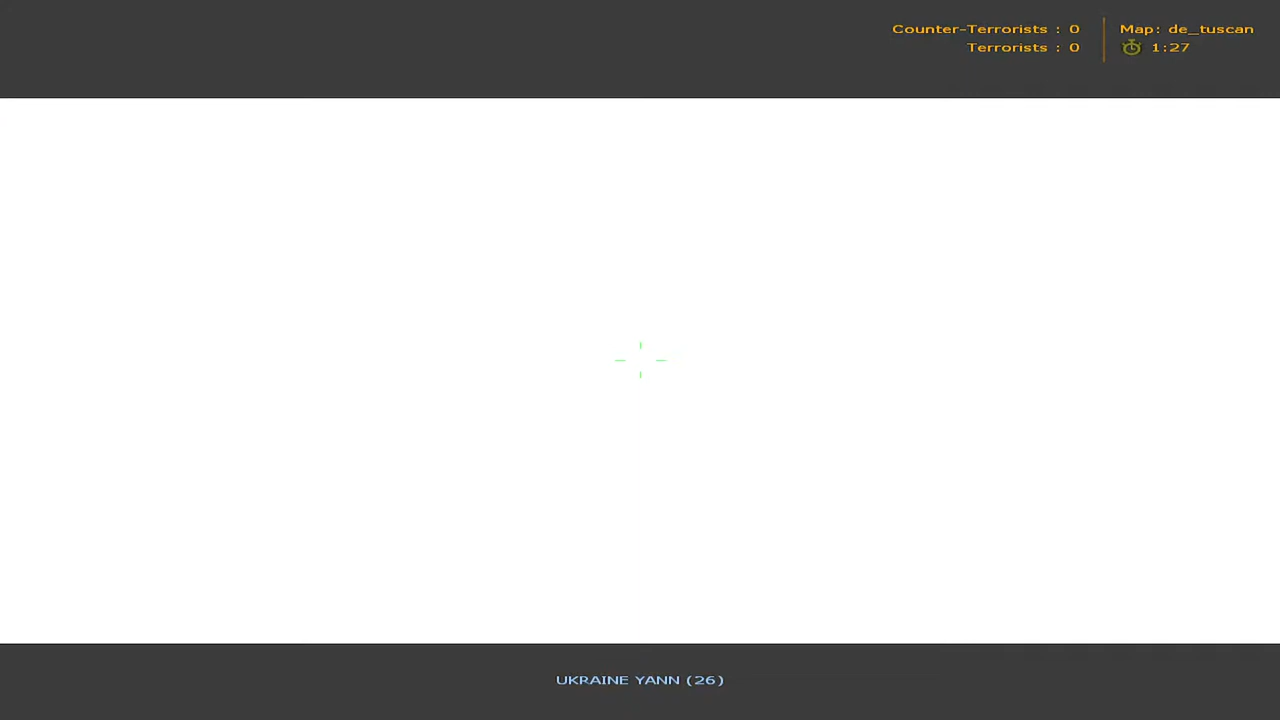 Counter-Terrorists : 0
Terrorists : 0
Map: de_tuscan
1:27
UKRAINE YANN (26)